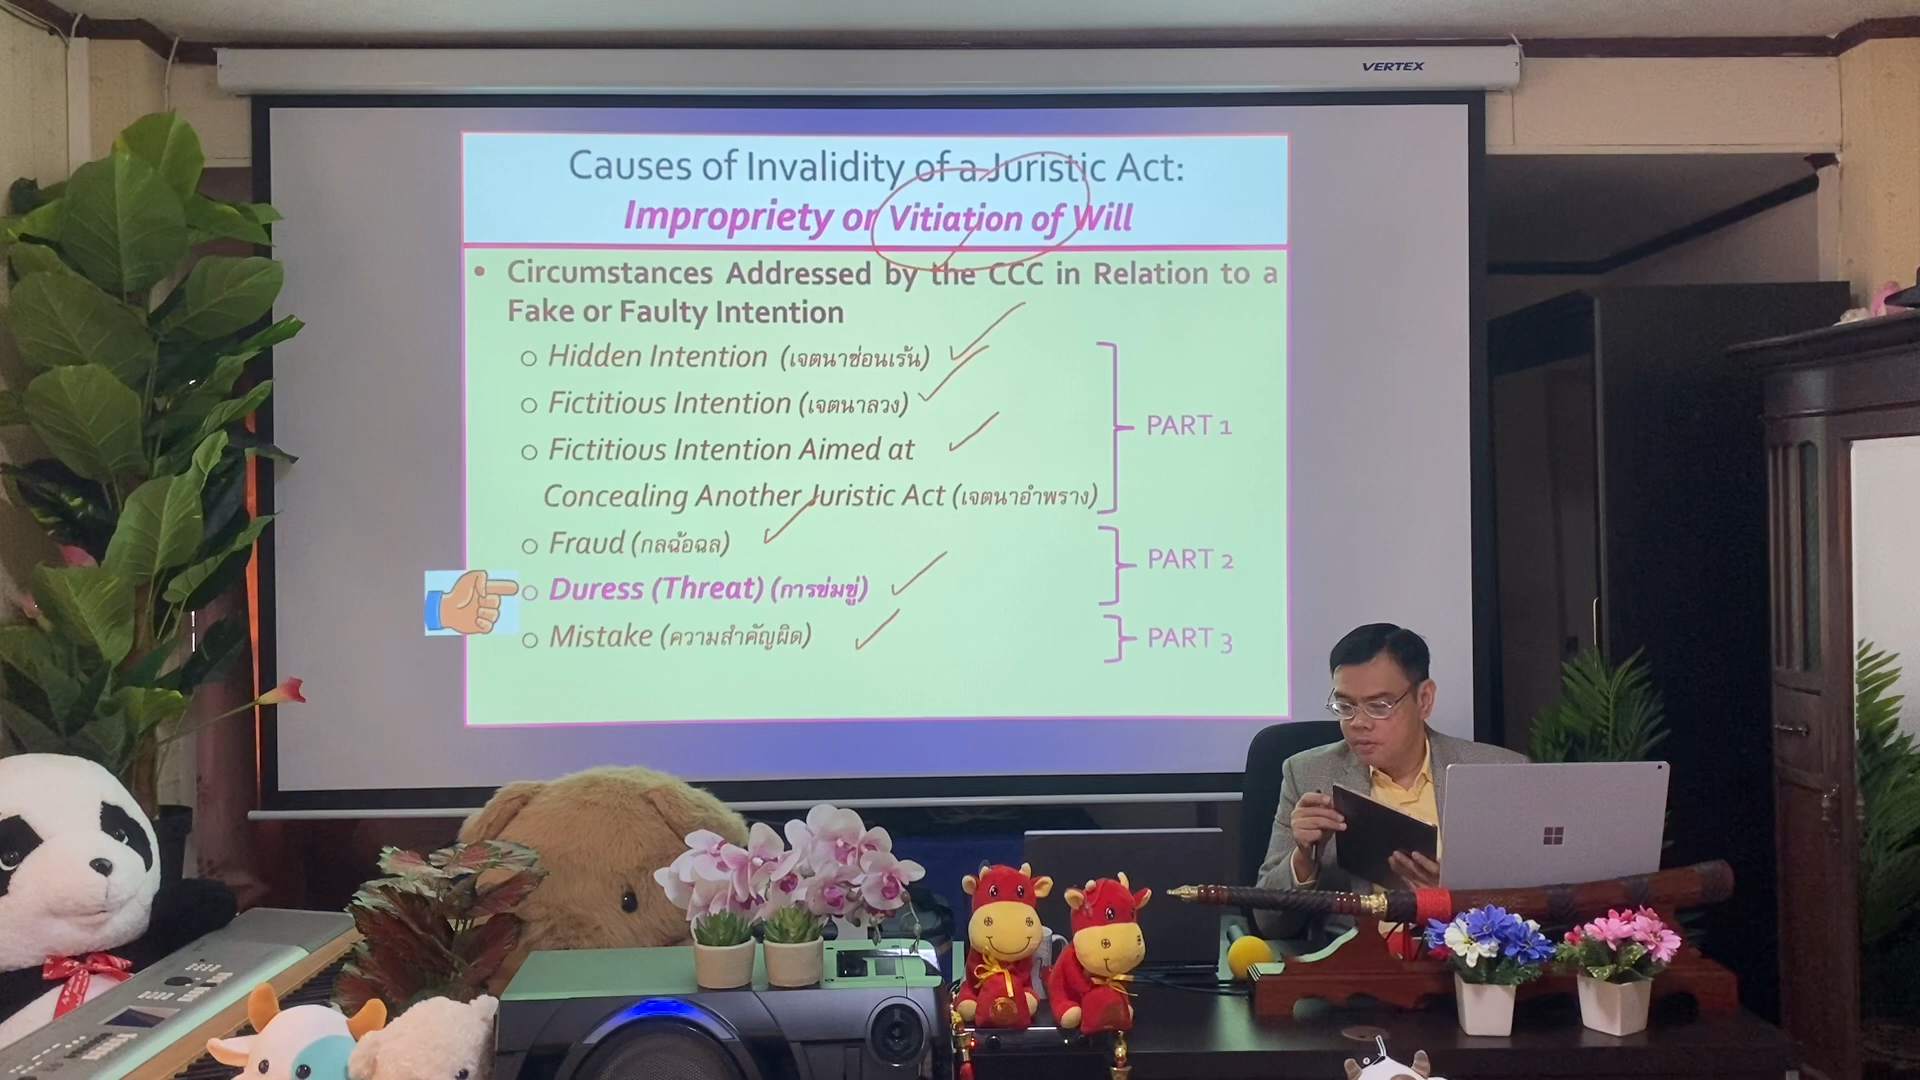 VERTEX
Causes of Invalidity of a Juristic Act:
Impropriety or Vitiation of Will
• Circumstances Addressed by the CCC in Relation to a
Fake or Faulty Intention
o Hidden Intention (เจตนาซ่อนเร้น)
o Fictitious Intention (เจตนาลวง)
o Fictitious Intention Aimed at
Concealing Another Juristic Act (เจตนาอำพราง)
PART 1
o Fraud (กลฉ้อฉล)
o Duress (Threat) (การข่มขู่)
PART 2
o Mistake (ความสำคัญผิด)
PART 3